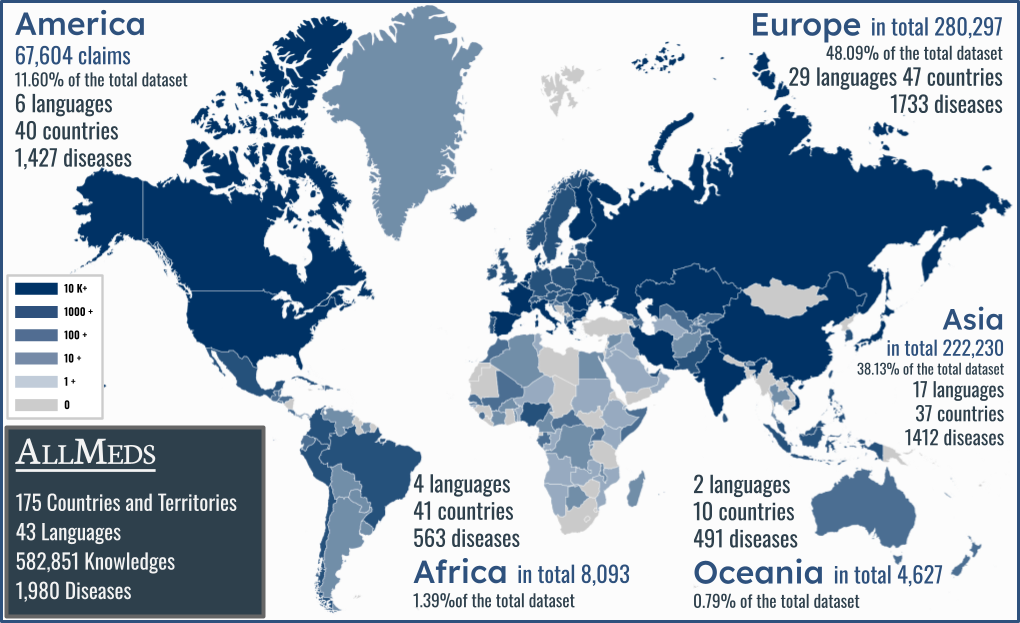 America
67,604 claims
11.60% of the total dataset
6 languages
40 countries
1,427 diseases
Europe in total 280,297
48.09% of the total dataset
29 languages 47 countries
1733 diseases
10 K+
1000 +
100 +
10 +
1 +
0
Asia
in total 222,230
38.13% of the total dataset
17 languages
37 countries
1412 diseases
ALLMEDS
175 Countries and Territories
43 Languages
582,851 Knowledges
1,980 Diseases
4 languages
41 countries
563 diseases
Africa in total 8,093
1.39%of the total dataset
2 languages
10 countries
491 diseases
Oceania in total 4,627
0.79% of the total dataset